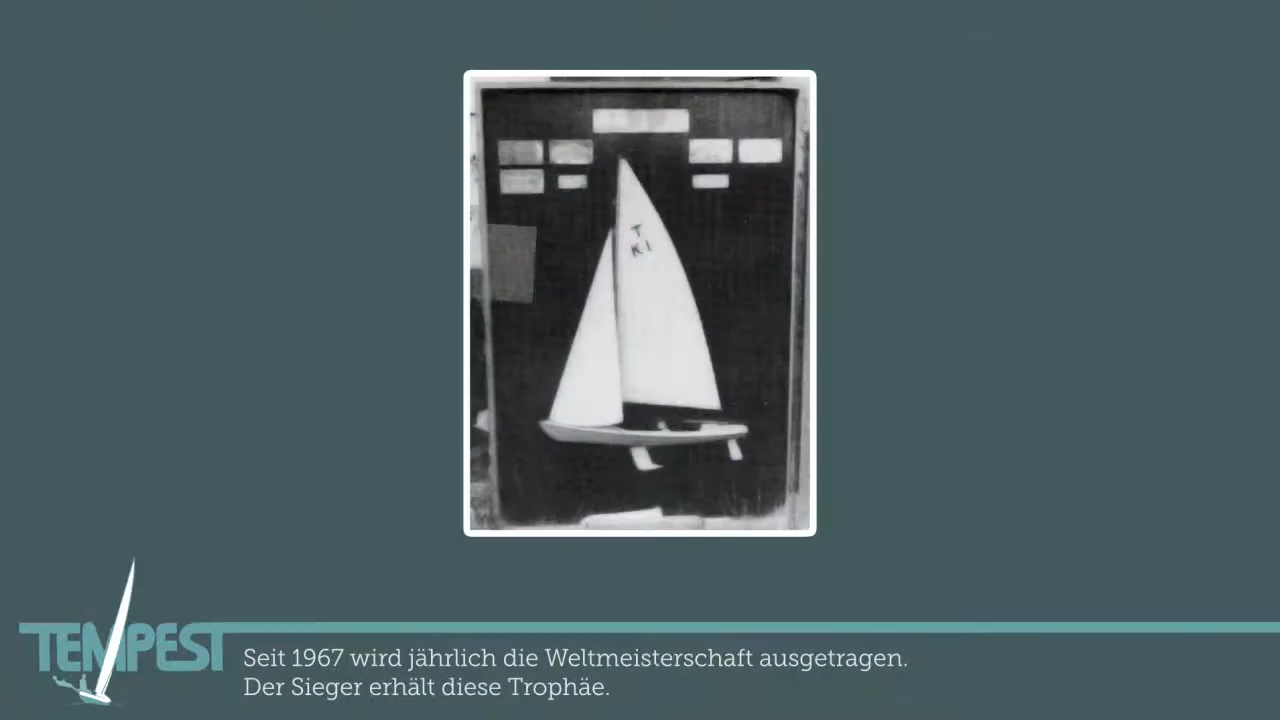 T
K1
TEMPEST
Seit 1967 wird jährlich die Weltmeisterschaft ausgetragen.
Der Sieger erhält diese Trophäe.